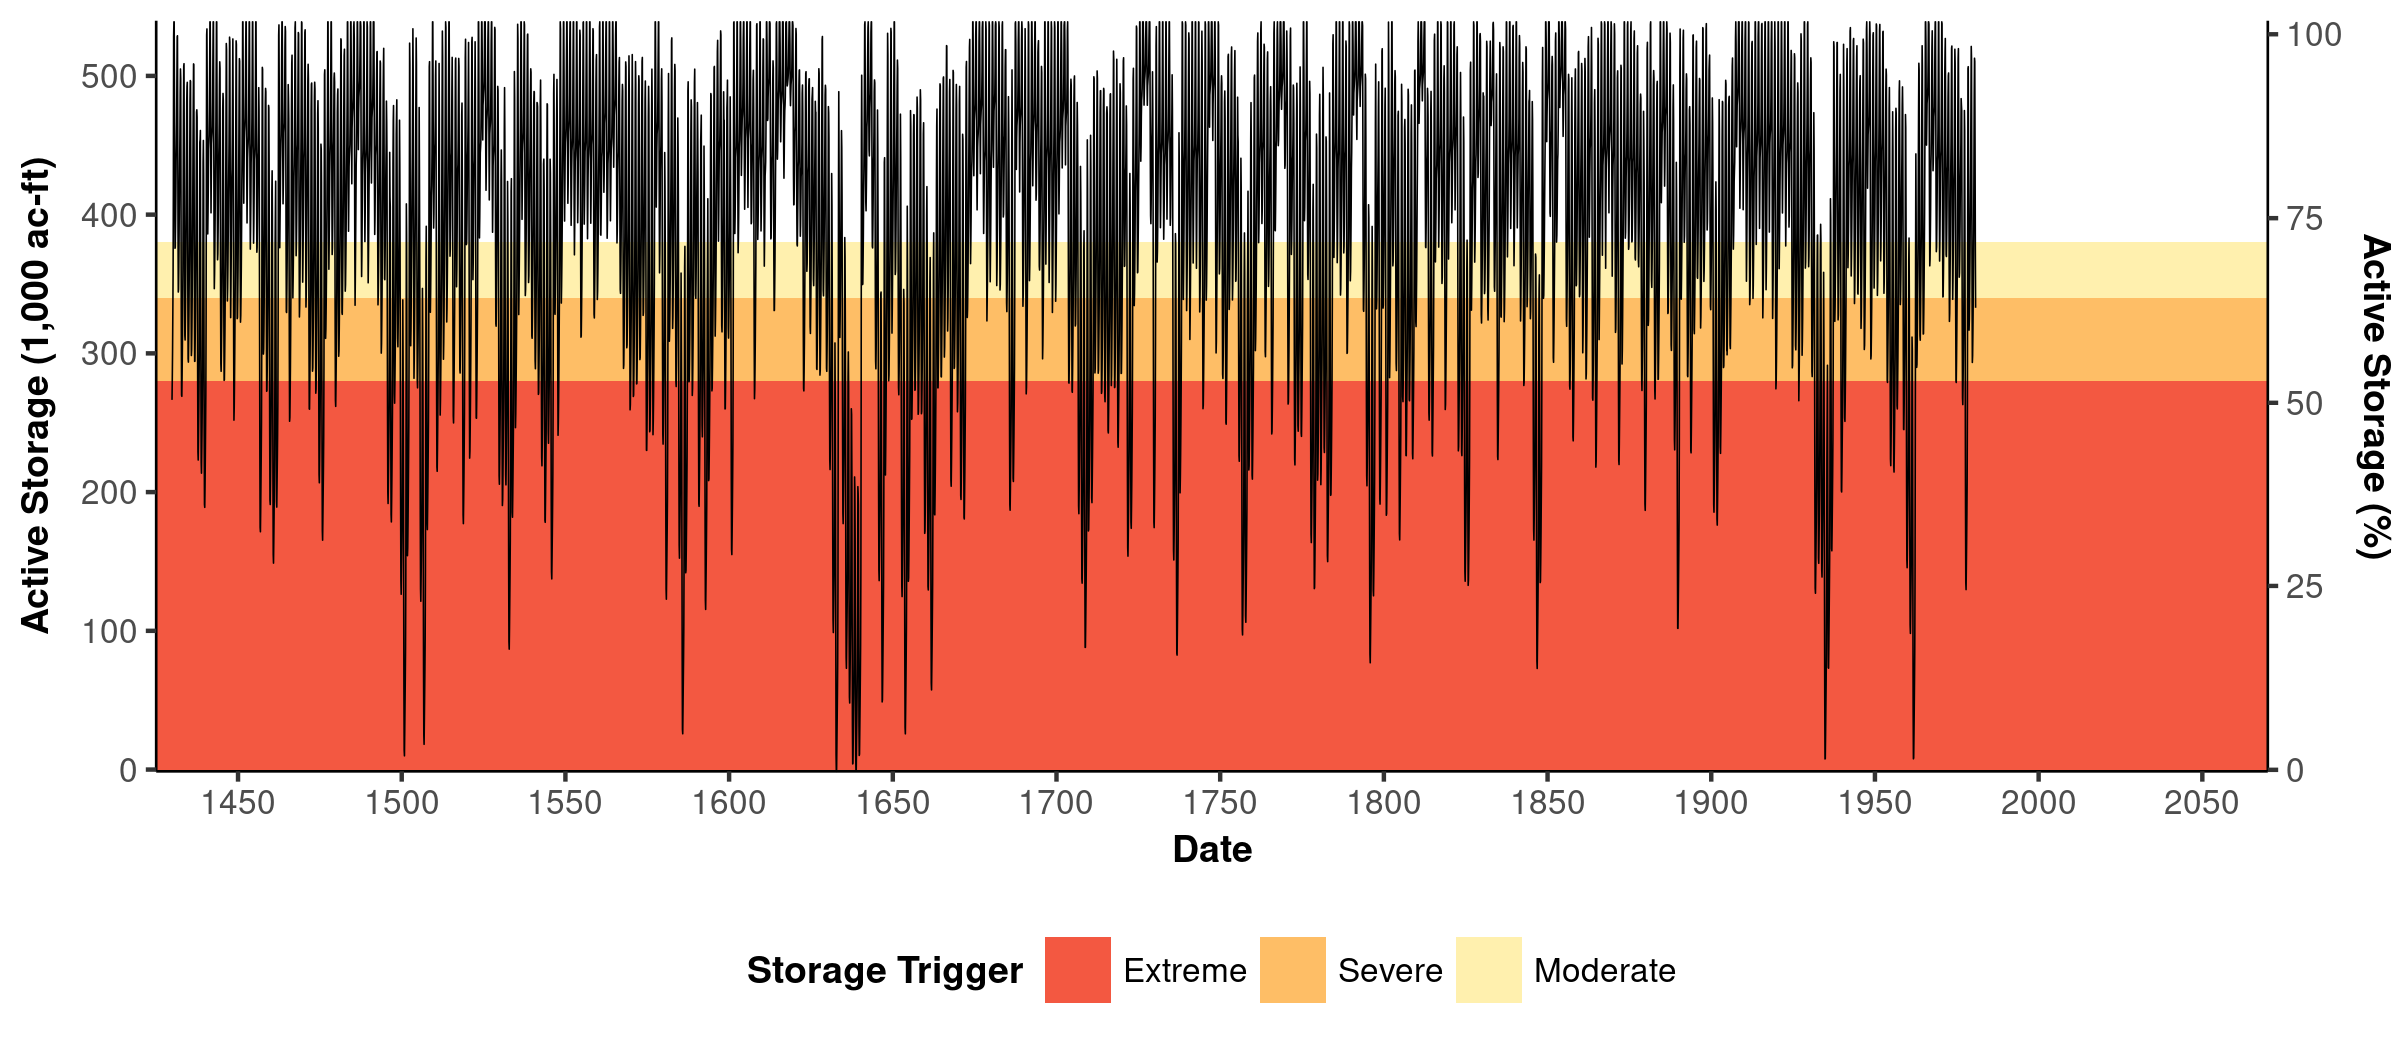 Active Storage (1,000 ac-ft)
500
400
300
200
100
0
100
75
50
25
0
Active Storage (%)
1450 1500 1550 1600 1650 1700 1750 1800 1850 1900 1950 2000 2050
Date
Storage Trigger Extreme Severe Moderate